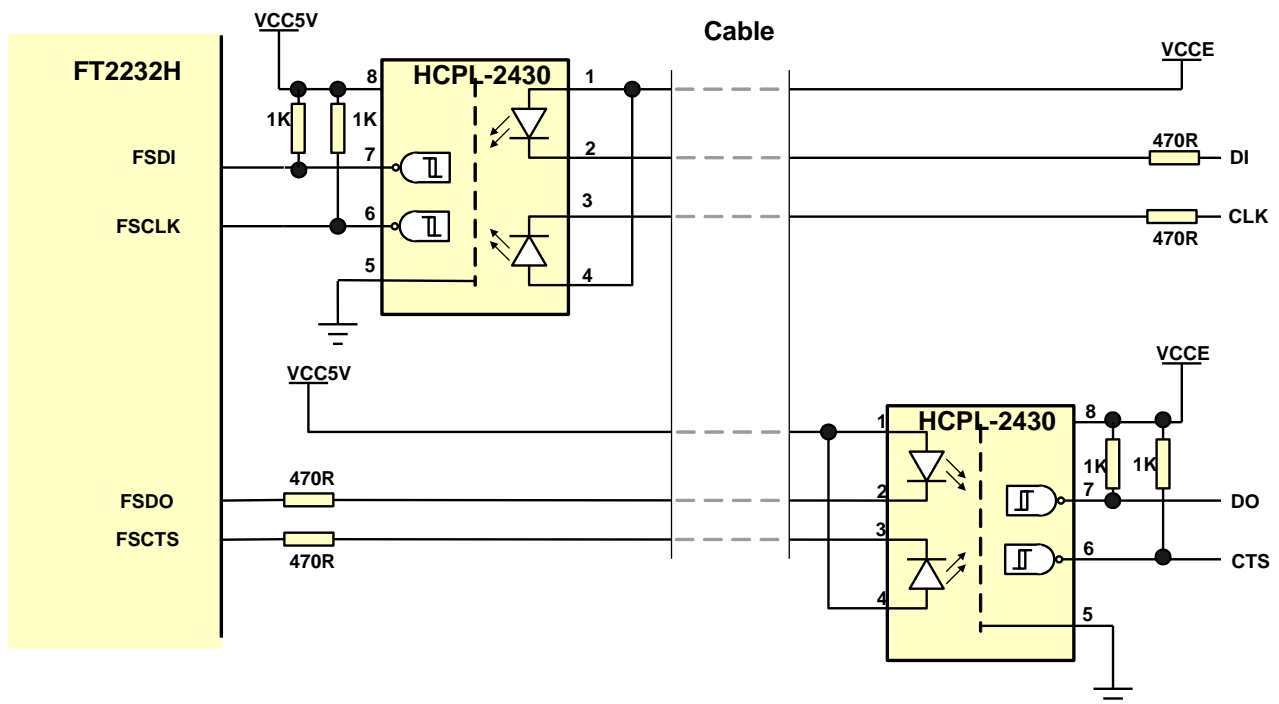 VCC5V
Cable
VCCE
FT2232H
HCPL-2430
8
1
1K
1K
470R
FSDI
7
2
DI
3
FSCLK
6
CLK
470R
5
4
VCC5V
VCCE
1
HCPL-2430
8
1K
1K
470R
2
7
FSDO
DO
3
FSCTS
6
CTS
470R
4
5